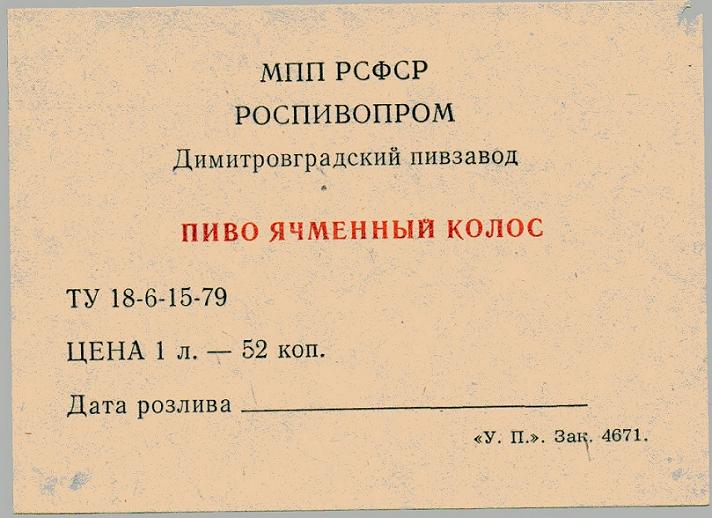 МПП РСФСР
РОСПИВОПРОМ
Димитровградский пивзавод
ПИВО ЯЧМЕННЫЙ КОЛОС
ТУ 18-6-15-79
ЦЕНА 1 л. — 52 коп.
Дата розлива
«У. П.». Зак. 4671.